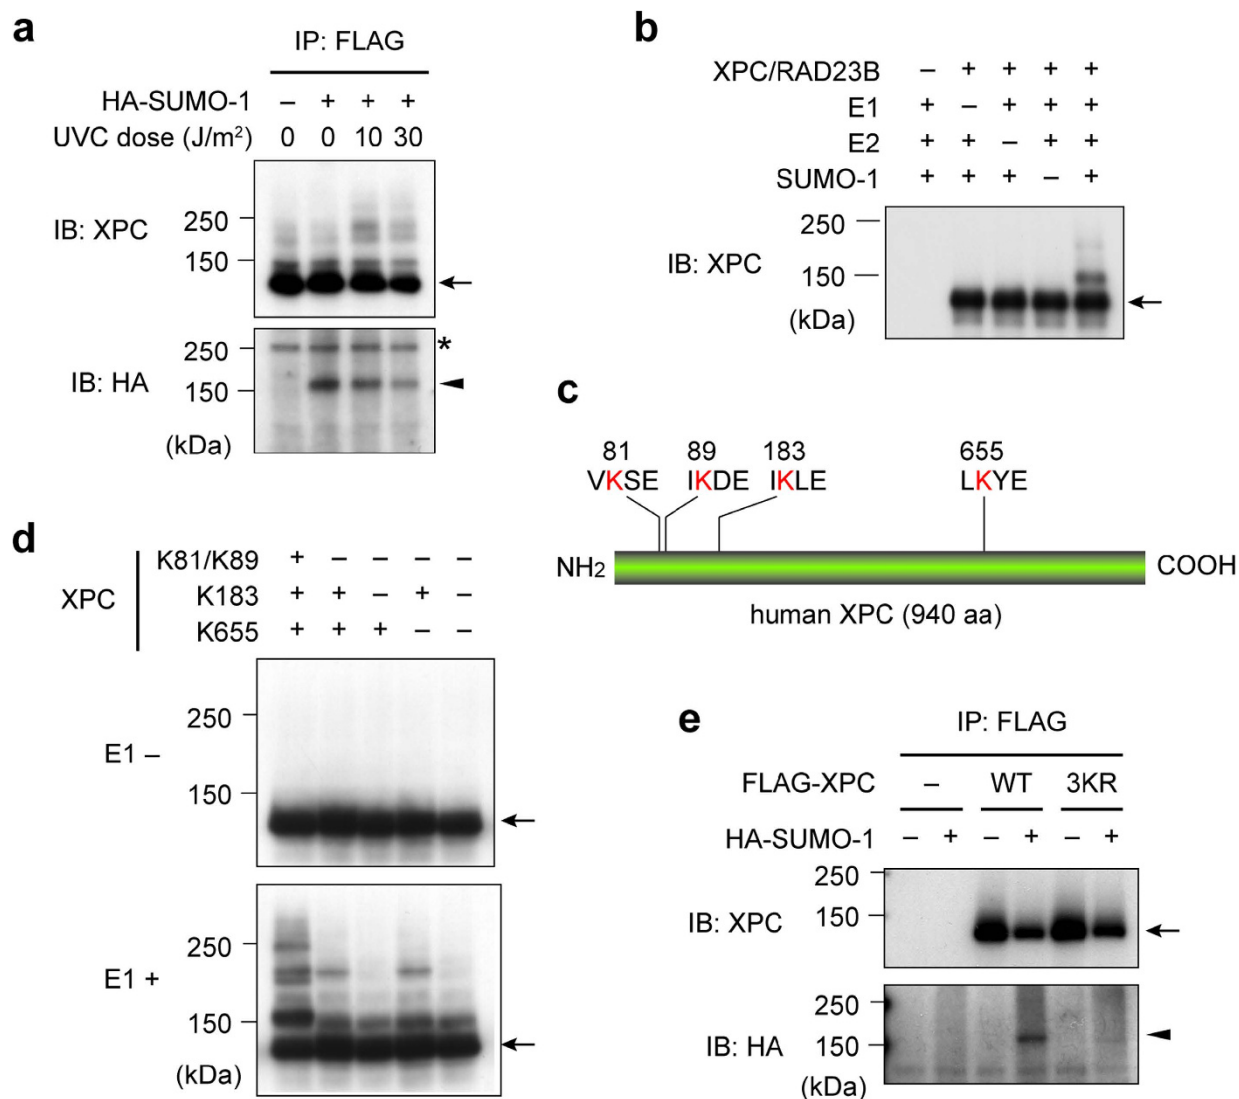 a
IP: FLAG
HA-SUMO-1 – + + +
UVC dose (J/m²) 0 0 10 30
IB: XPC
250
150
IB: HA
250
150
(kDa)
*
b
XPC/RAD23B – + + + +
E1 + – + + +
E2 + + – + +
SUMO-1 + + + – +
IB: XPC
250
150
(kDa)
c
81 89 183 655
VKSE IKDE IKLE LKYE
NH2 COOH
human XPC (940 aa)
d
XPC
K81/K89 + – – – –
K183 + + – + –
K655 + + + – –
E1 –
250
150
E1 +
250
150
(kDa)
e
IP: FLAG
FLAG-XPC – WT 3KR
HA-SUMO-1 – + – + – +
IB: XPC
250
150
IB: HA
250
150
(kDa)